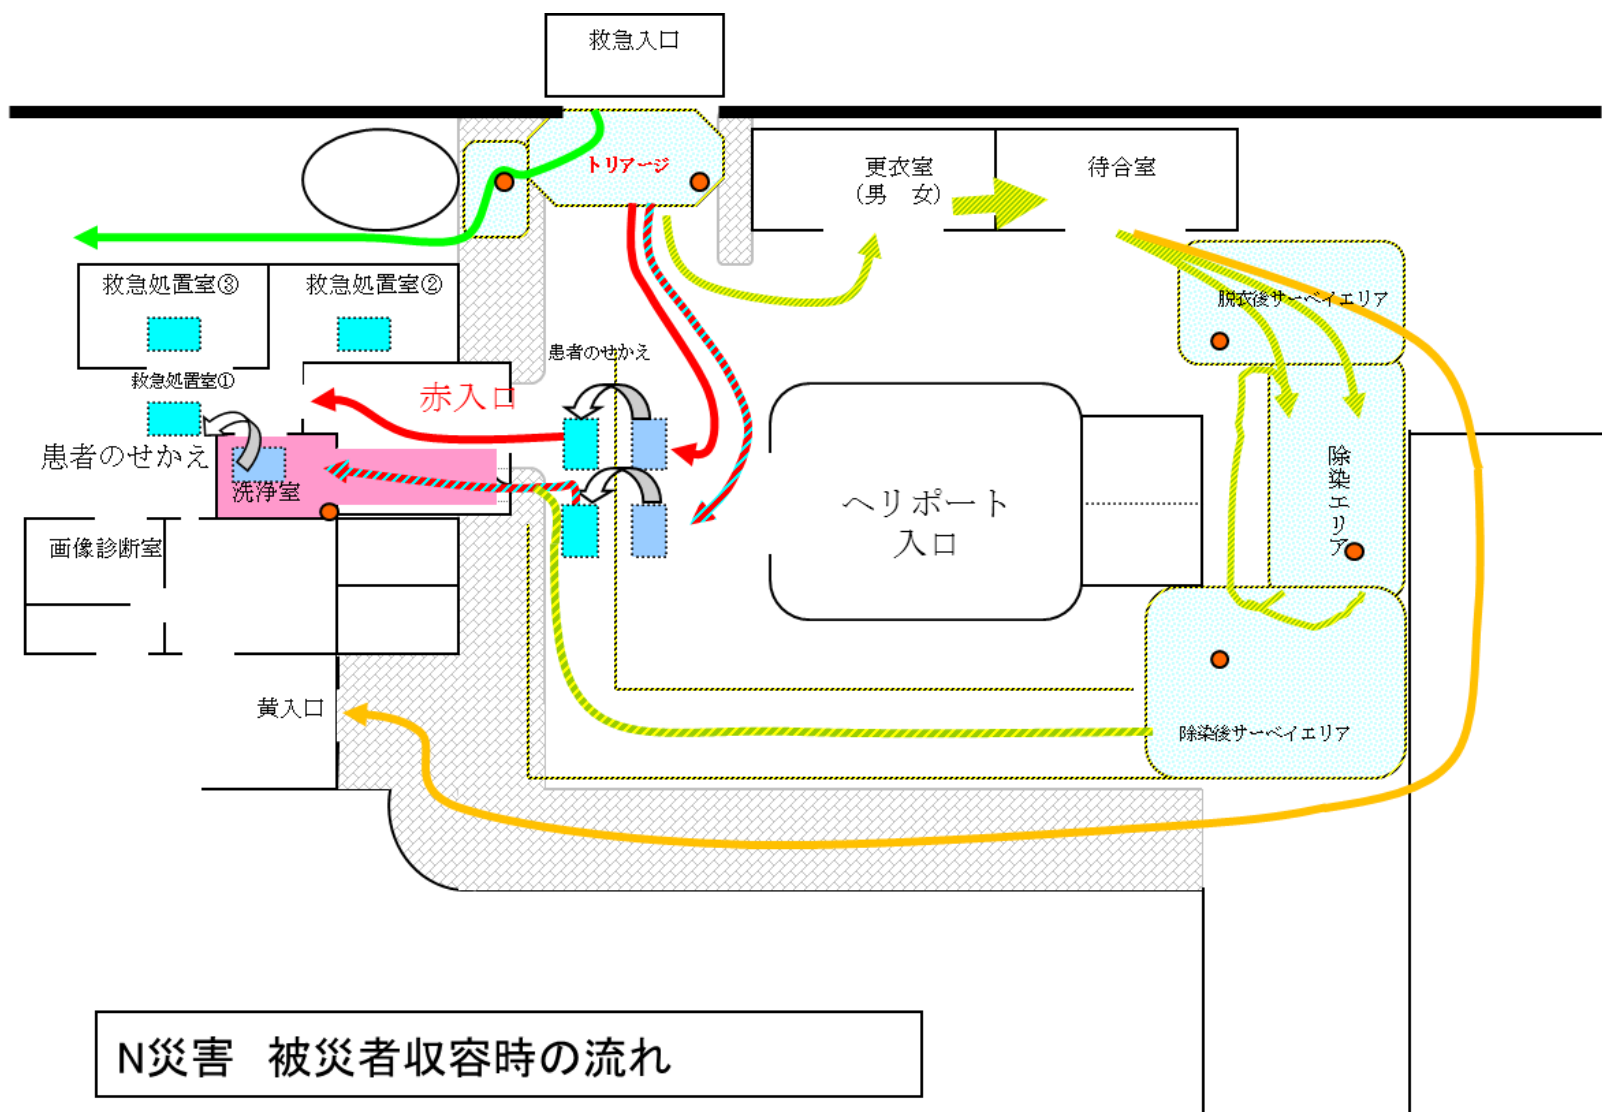 救急入口
トリアージ
更衣室
（男　女）
待合室
救急処置室③
救急処置室②
脱衣後サーベイエリア
患者のせかえ
救急処置室①
赤入口
患者のせかえ
洗浄室
除染エリア
ヘリポート
入口
画像診断室
黄入口
除染後サーベイエリア
N災害　被災者収容時の流れ